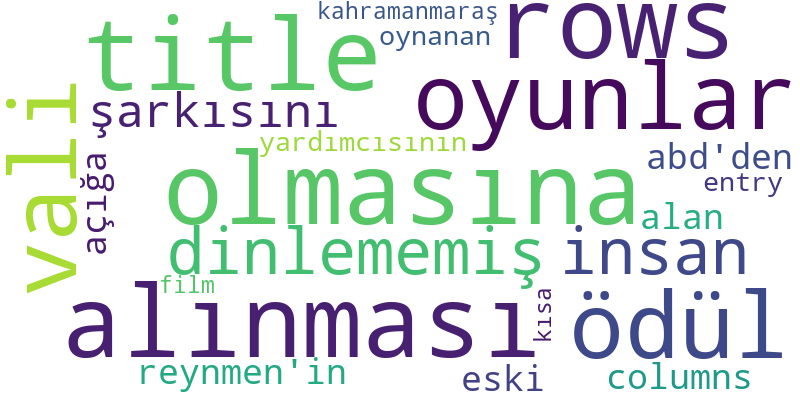 kahramanmaraş
rows
title
oynanan
oyunlar
vali
şarkısını
yardımcısının
abd'den
açığa
olmasına
entry
alan
dinlememiş
insan
film
alınması
kısa
ödül
reynmen'in
eski
columns